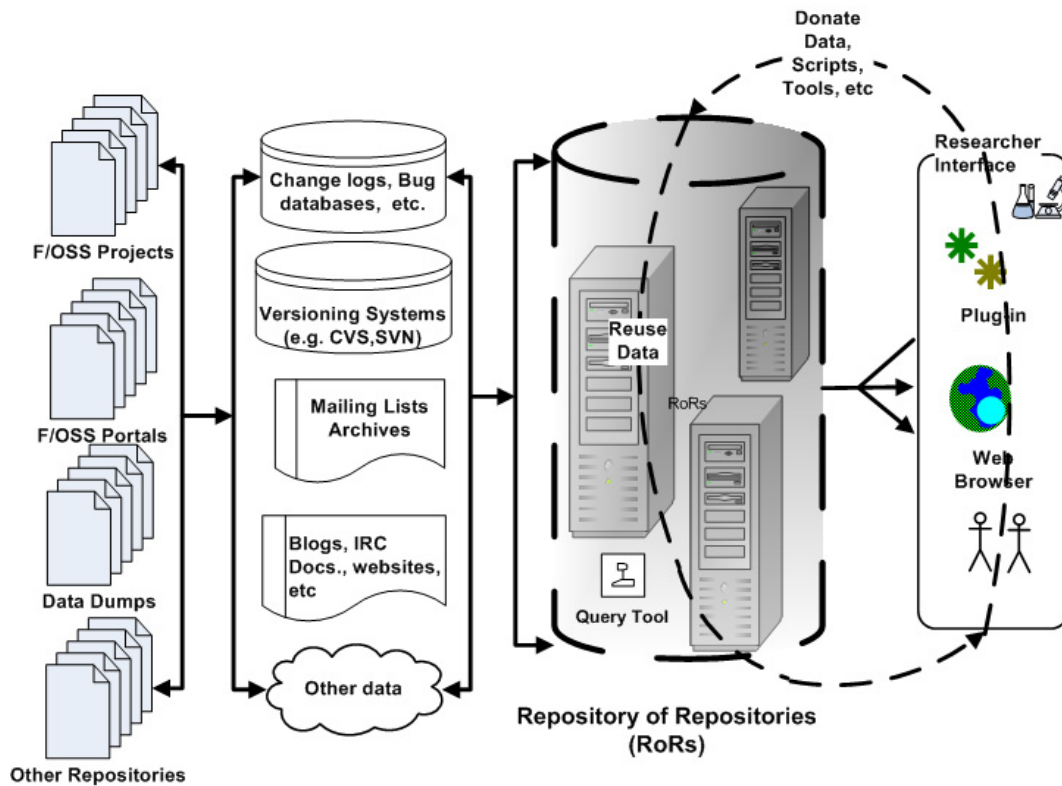 F/OSS Projects
F/OSS Portals
Data Dumps
Other Repositories
Change logs, Bug
databases, etc.
Versioning Systems
(e.g. CVS,SVN)
Mailing Lists
Archives
Blogs, IRC
Docs., websites,
etc
Other data
Reuse
Data
RoRs
Query Tool
Repository of Repositories
(RoRs)
Donate
Data,
Scripts,
Tools, etc
Researcher
Interface
Plug-in
Web
Browser